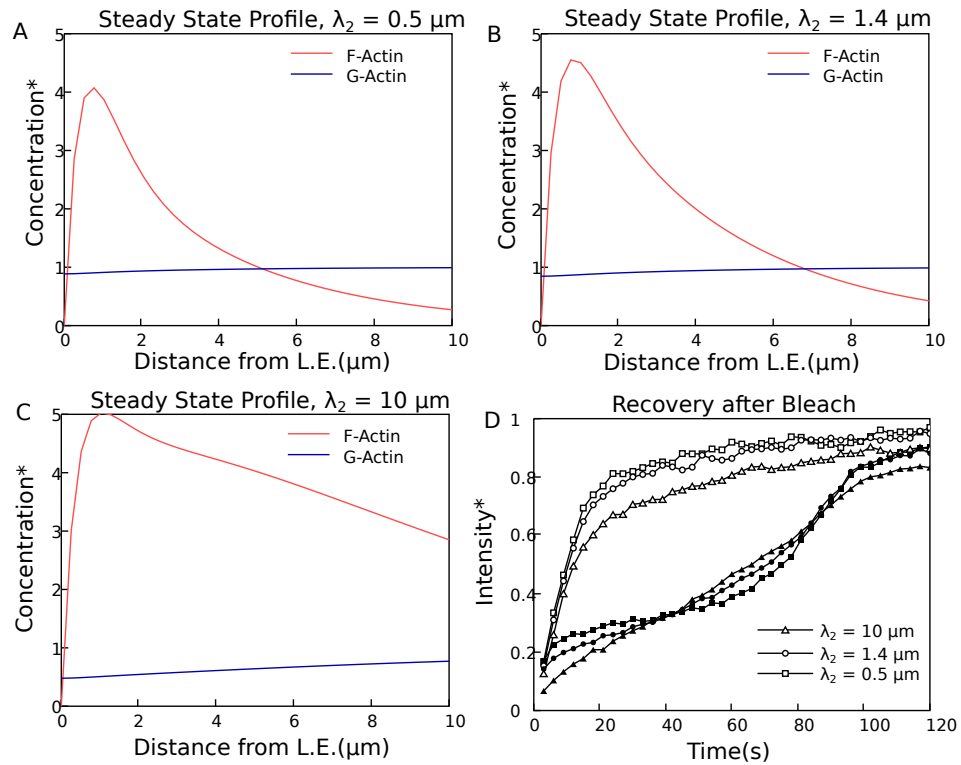 A
Steady State Profile, λ₂ = 0.5 μm
5
4
3
2
1
0
Concentration*
F-Actin
G-Actin
0
2
4
6
8
10
Distance from L.E.(μm)
B
Steady State Profile, λ₂ = 1.4 μm
5
4
3
2
1
0
Concentration*
F-Actin
G-Actin
0
2
4
6
8
10
Distance from L.E.(μm)
C
Steady State Profile, λ₂ = 10 μm
5
4
3
2
1
0
Concentration*
F-Actin
G-Actin
0
2
4
6
8
10
Distance from L.E.(μm)
D
Recovery after Bleach
1
0.8
0.6
0.4
0.2
0
Intensity*
λ₂ = 10 μm
λ₂ = 1.4 μm
λ₂ = 0.5 μm
0
20
40
60
80
100
120
Time(s)